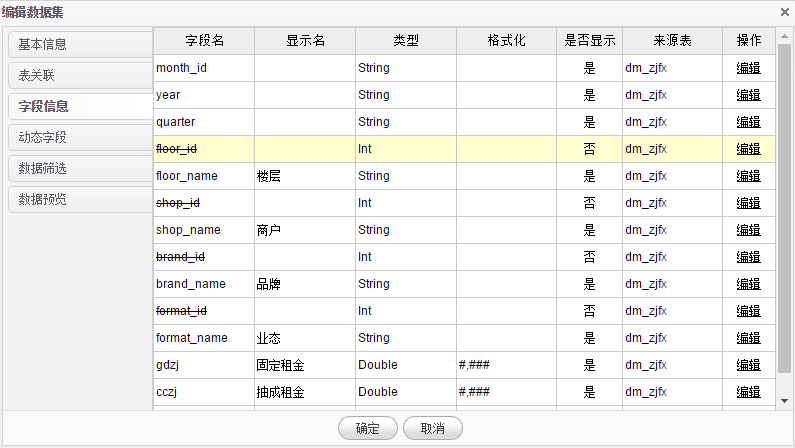 编辑数据集
基本信息
表关联
字段信息
动态字段
数据筛选
数据预览
字段名 显示名 类型 格式化 是否显示 来源表 操作
month_id String 是 dm_zjfx 编辑
year String 是 dm_zjfx 编辑
quarter String 是 dm_zjfx 编辑
floor_id Int 否 dm_zjfx 编辑
floor_name 楼层 String 是 dm_zjfx 编辑
shop_id Int 否 dm_zjfx 编辑
shop_name 商户 String 是 dm_zjfx 编辑
brand_id Int 否 dm_zjfx 编辑
brand_name 品牌 String 是 dm_zjfx 编辑
format_id Int 否 dm_zjfx 编辑
format_name 业态 String 是 dm_zjfx 编辑
gdzj 固定租金 Double #,### 是 dm_zjfx 编辑
cczj 抽成租金 Double #,### 是 dm_zjfx 编辑
确定 取消